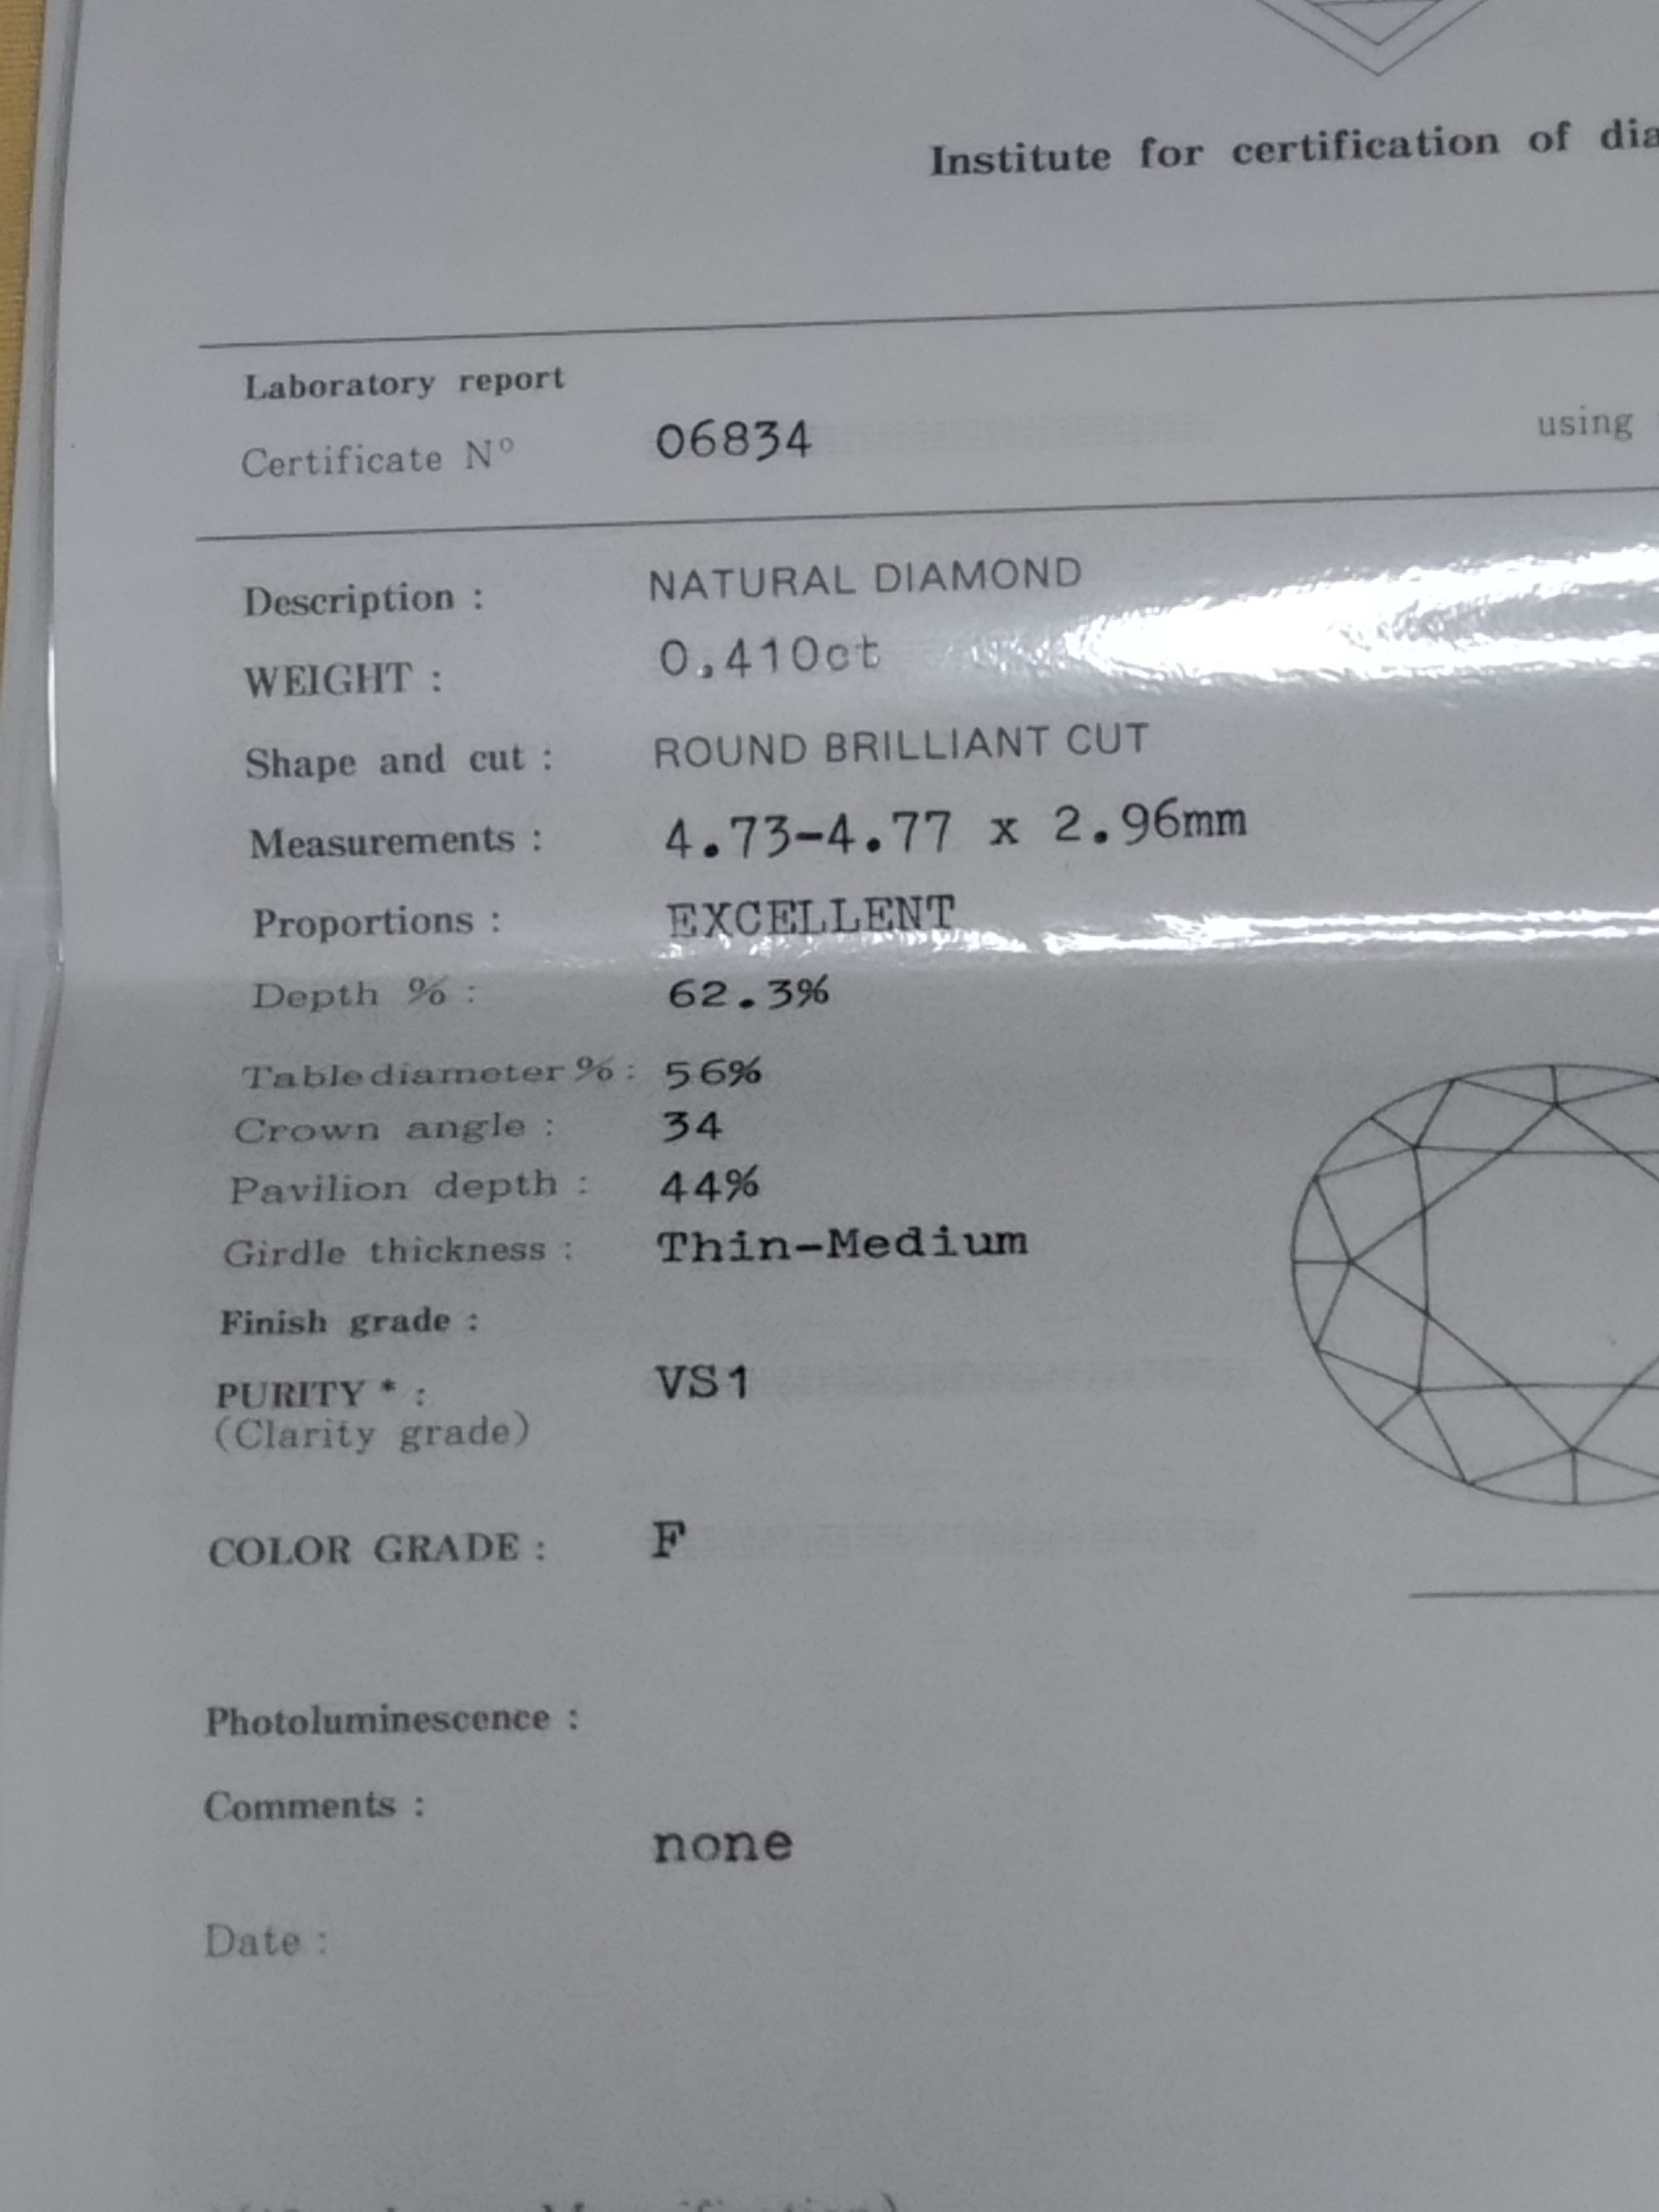 Institute for certification of dia
Laboratory report
Certificate Nº 06834 using
Description : NATURAL DIAMOND
WEIGHT : 0,410ct
Shape and cut : ROUND BRILLIANT CUT
Measurements : 4.73-4.77 x 2.96mm
Proportions : EXCELLENT
Depth % : 62.3%
Tablediameter % : 56%
Crown angle : 34
Pavilion depth : 44%
Girdle thickness : Thin-Medium
Finish grade :
PURITY * : VS1
(Clarity grade)
COLOR GRADE : F
Photoluminescence :
Comments :
none
Date :